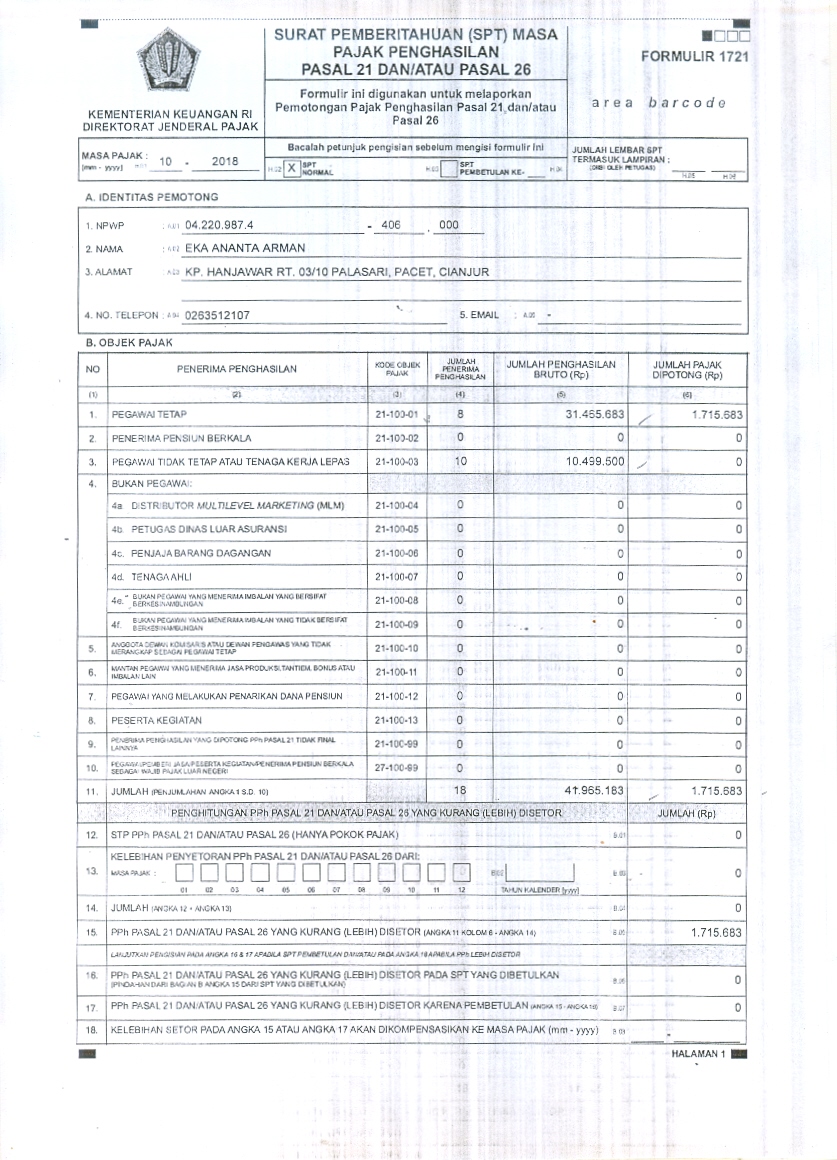 SURAT PEMBERITAHUAN (SPT) MASA
PAJAK PENGHASILAN
PASAL 21 DAN/ATAU PASAL 26
FORMULIR 1721
Formulir ini digunakan untuk melaporkan
Pemotongan Pajak Penghasilan Pasal 21 dan/atau
Pasal 26
area barcode
KEMENTERIAN KEUANGAN RI
DIREKTORAT JENDERAL PAJAK
MASA PAJAK :
[mm - yyyy] H.01 10 - 2018
Bacalah petunjuk pengisian sebelum mengisi formulir ini
H.02 X SPT NORMAL H.03 SPT PEMBETULAN KE- H.04
JUMLAH LEMBAR SPT
TERMASUK LAMPIRAN :
(DIISI OLEH PETUGAS) H.05 H.06
A. IDENTITAS PEMOTONG
1. NPWP : A.01 04.220.987.4 - 406 . 000
2. NAMA : A.02 EKA ANANTA ARMAN
3. ALAMAT : A.03 KP. HANJAWAR RT. 03/10 PALASARI, PACET, CIANJUR
4. NO. TELEPON : A.04 0263512107 5. EMAIL : A.05 -
B. OBJEK PAJAK
NO PENERIMA PENGHASILAN KODE OBJEK PAJAK JUMLAH PENERIMA PENGHASILAN JUMLAH PENGHASILAN BRUTO (Rp) JUMLAH PAJAK DIPOTONG (Rp)
(1) (2) (3) (4) (5) (6)
1. PEGAWAI TETAP 21-100-01 8 31.465.683 1.715.683
2. PENERIMA PENSIUN BERKALA 21-100-02 0 0 0
3. PEGAWAI TIDAK TETAP ATAU TENAGA KERJA LEPAS 21-100-03 10 10.499.500 0
4. BUKAN PEGAWAI:
4a. DISTRIBUTOR MULTILEVEL MARKETING (MLM) 21-100-04 0 0 0
4b. PETUGAS DINAS LUAR ASURANSI 21-100-05 0 0 0
4c. PENJAJA BARANG DAGANGAN 21-100-06 0 0 0
4d. TENAGA AHLI 21-100-07 0 0 0
4e. BUKAN PEGAWAI YANG MENERIMA IMBALAN YANG BERSIFAT BERKESINAMBUNGAN 21-100-08 0 0 0
4f. BUKAN PEGAWAI YANG MENERIMA IMBALAN YANG TIDAK BERSIFAT BERKESINAMBUNGAN 21-100-09 0 0 0
5. ANGGOTA DEWAN KOMISARIS ATAU DEWAN PENGAWAS YANG TIDAK MERANGKAP SEBAGAI PEGAWAI TETAP 21-100-10 0 0 0
6. MANTAN PEGAWAI YANG MENERIMA JASA PRODUKSI, TANTIEM, BONUS ATAU IMBALAN LAIN 21-100-11 0 0 0
7. PEGAWAI YANG MELAKUKAN PENARIKAN DANA PENSIUN 21-100-12 0 0 0
8. PESERTA KEGIATAN 21-100-13 0 0 0
9. PENERIMA PENGHASILAN YANG DIPOTONG PPh PASAL 21 TIDAK FINAL LAINNYA 21-100-99 0 0 0
10. PEGAWAI/PEMBERI JASA/PESERTA KEGIATAN/PENERIMA PENSIUN BERKALA SEBAGAI WAJIB PAJAK LUAR NEGERI 27-100-99 0 0 0
11. JUMLAH (PENJUMLAHAN ANGKA 1 S.D. 10) 18 41.965.183 1.715.683
PENGHITUNGAN PPh PASAL 21 DAN/ATAU PASAL 26 YANG KURANG (LEBIH) DISETOR JUMLAH (Rp)
12. STP PPh PASAL 21 DAN/ATAU PASAL 26 (HANYA POKOK PAJAK) B.01 0
13. KELEBIHAN PENYETORAN PPh PASAL 21 DAN/ATAU PASAL 26 DARI:
MASA PAJAK : B.02 B.03 0
01 02 03 04 05 06 07 08 09 10 11 12 TAHUN KALENDER [yyyy]
14. JUMLAH (ANGKA 12 + ANGKA 13) B.04 0
15. PPh PASAL 21 DAN/ATAU PASAL 26 YANG KURANG (LEBIH) DISETOR (ANGKA 11 KOLOM 6 - ANGKA 14) B.05 1.715.683
LANJUTKAN PENGISIAN PADA ANGKA 16 & 17 APABILA SPT PEMBETULAN DAN/ATAU PADA ANGKA 18 APABILA PPh LEBIH DISETOR
16. PPh PASAL 21 DAN/ATAU PASAL 26 YANG KURANG (LEBIH) DISETOR PADA SPT YANG DIBETULKAN
(PINDAHAN DARI BAGIAN B ANGKA 15 DARI SPT YANG DIBETULKAN) B.06 0
17. PPh PASAL 21 DAN/ATAU PASAL 26 YANG KURANG (LEBIH) DISETOR KARENA PEMBETULAN (ANGKA 15 - ANGKA 16) B.07 0
18. KELEBIHAN SETOR PADA ANGKA 15 ATAU ANGKA 17 AKAN DIKOMPENSASIKAN KE MASA PAJAK (mm - yyyy) B.08 -
HALAMAN 1